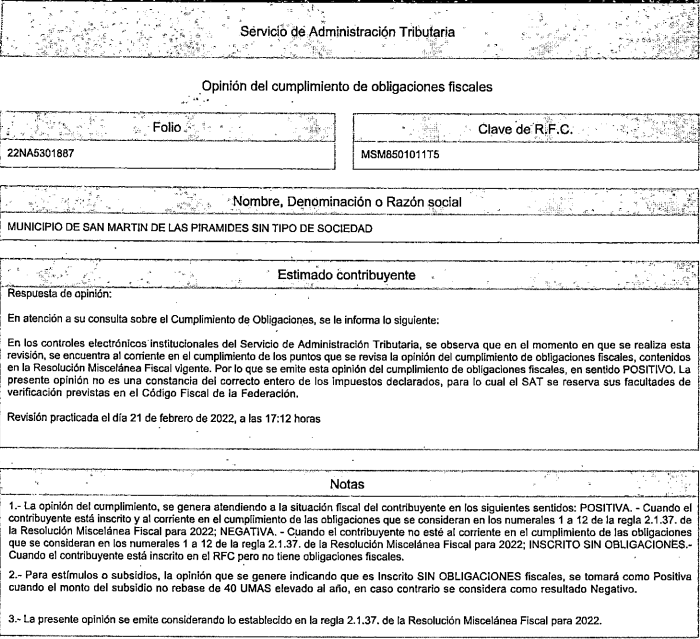 Servicio de Administración Tributaria
Opinión del cumplimiento de obligaciones fiscales
Folio
Clave de R.F.C.
22NA5301887
MSM8501011T5
Nombre, Denominación o Razón social
MUNICIPIO DE SAN MARTIN DE LAS PIRAMIDES SIN TIPO DE SOCIEDAD
Estimado contribuyente
Respuesta de opinión:
En atención a su consulta sobre el Cumplimiento de Obligaciones, se le informa lo siguiente:
En los controles electrónicos institucionales del Servicio de Administración Tributaria, se observa que en el momento en que se realiza esta
revisión, se encuentra al corriente en el cumplimiento de los puntos que se revisa la opinión del cumplimiento de obligaciones fiscales, contenidos
en la Resolución Miscelánea Fiscal vigente. Por lo que se emite esta opinión del cumplimiento de obligaciones fiscales, en sentido POSITIVO. La
presente opinión no es una constancia del correcto entero de los impuestos declarados, para lo cual el SAT se reserva sus facultades de
verificación previstas en el Código Fiscal de la Federación.
Revisión practicada el día 21 de febrero de 2022, a las 17:12 horas
Notas
1.- La opinión del cumplimiento, se genera atendiendo a la situación fiscal del contribuyente en los siguientes sentidos: POSITIVA. - Cuando el
contribuyente está inscrito y al corriente en el cumplimiento de las obligaciones que se consideran en los numerales 1 a 12 de la regla 2.1.37. de
la Resolución Miscelánea Fiscal para 2022; NEGATIVA. - Cuando el contribuyente no esté al corriente en el cumplimiento de las obligaciones
que se consideran en los numerales 1 a 12 de la regla 2.1.37. de la Resolución Miscelánea Fiscal para 2022; INSCRITO SIN OBLIGACIONES.-
Cuando el contribuyente está inscrito en el RFC pero no tiene obligaciones fiscales.
2.- Para estímulos o subsidios, la opinión que se genere indicando que es Inscrito SIN OBLIGACIONES fiscales, se tomará como Positiva
cuando el monto del subsidio no rebase de 40 UMAS elevado al año, en caso contrario se considera como resultado Negativo.
3.- La presente opinión se emite considerando lo establecido en la regla 2.1.37. de la Resolución Miscelánea Fiscal para 2022.